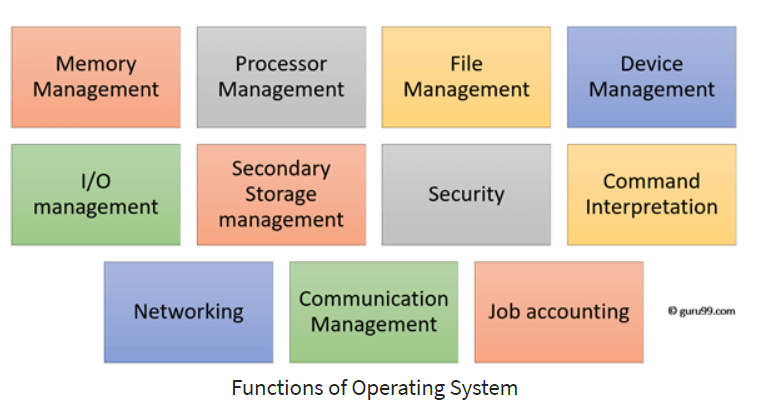 Memory
Management
Processor
Management
File
Management
Device
Management
I/O
management
Secondary
Storage
management
Security
Command
Interpretation
Networking
Communication
Management
Job accounting
© guru99.com
Functions of Operating System